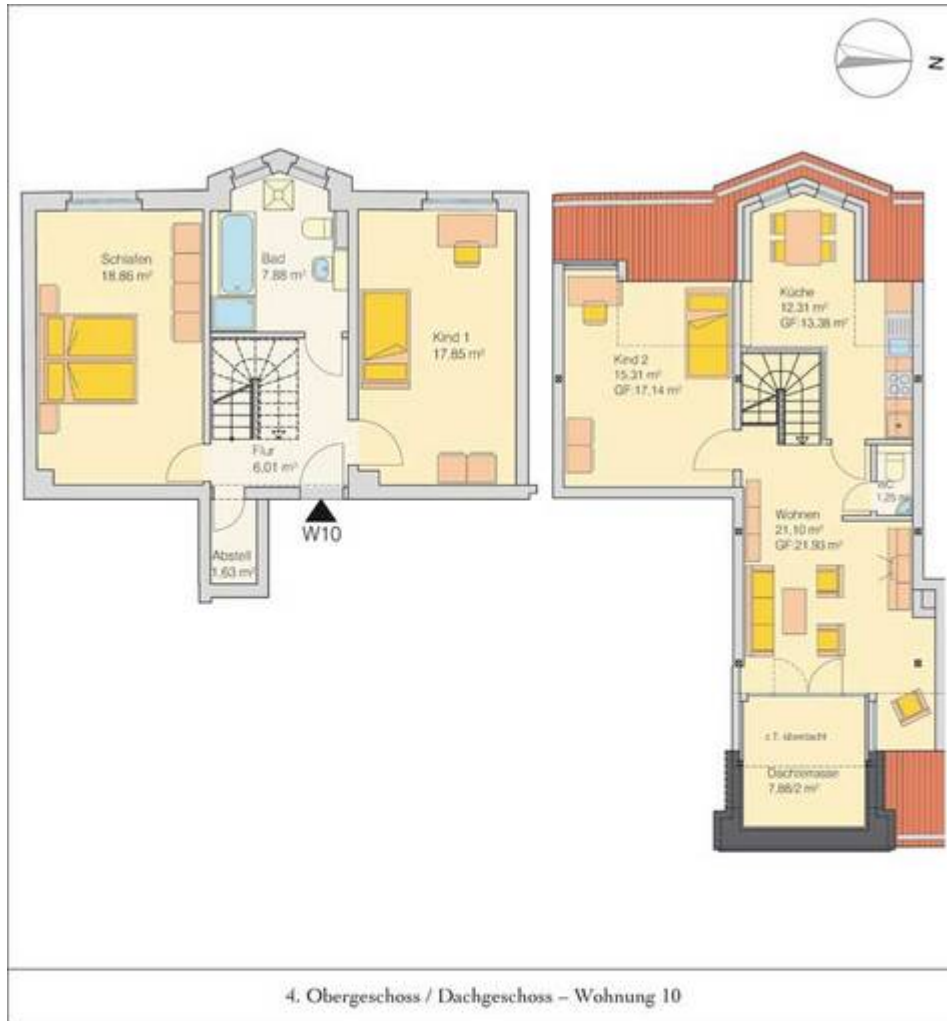 N
Schlafen
18.86 m²
Bad
7.88 m²
Kind 1
17.85 m²
Flur
6.01 m²
W10
Abstell
1.63 m²
Küche
12.31 m²
GF:13.38 m²
Kind 2
15.31 m²
GF:17,14 m²
WC
1,25 m²
Wohnen
21,10 m²
GF:21.93 m²
z.T. überdacht
Dachterrasse
7.88/2 m²
4. Obergeschoss / Dachgeschoss – Wohnung 10